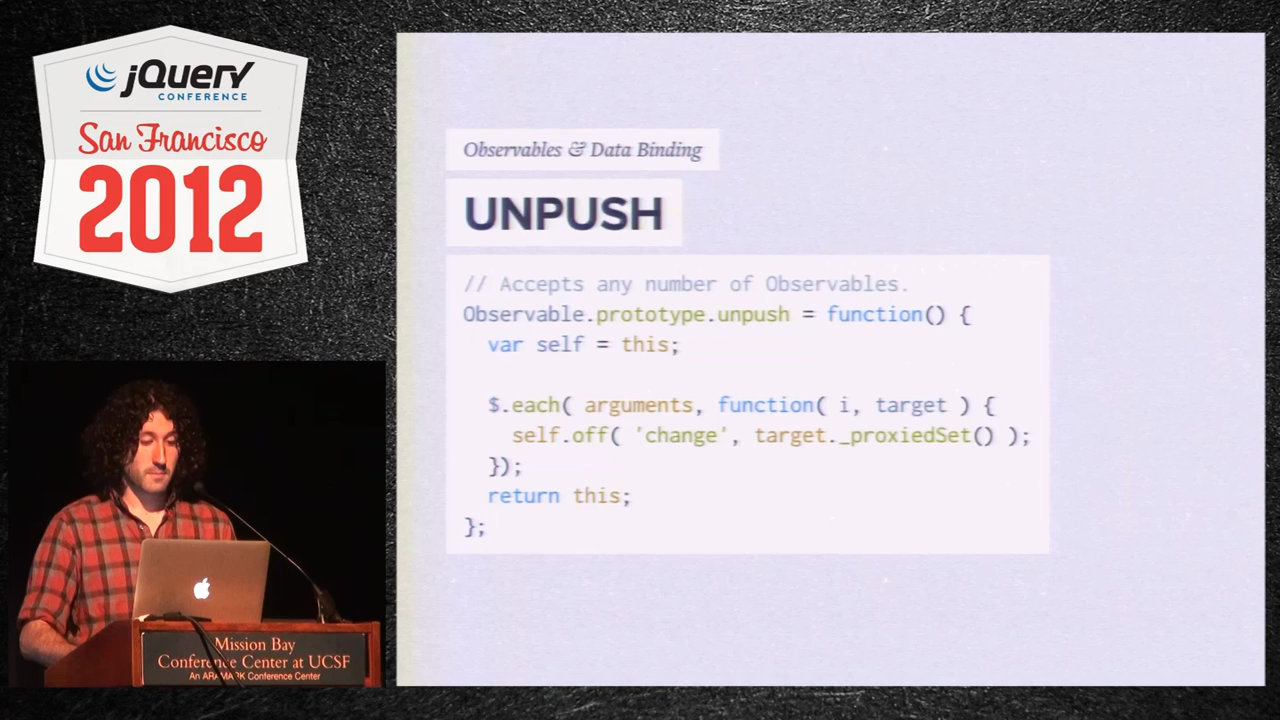 jQuery
CONFERENCE
San Francisco
2012
Observables & Data Binding
UNPUSH
// Accepts any number of Observables.
Observable.prototype.unpush = function() {
var self = this;
$.each( arguments, function( i, target ) {
self.off( 'change', target._proxiedSet() );
});
return this;
};
Mission Bay
Conference Center at UCSF
An ARAMARK Conference Center